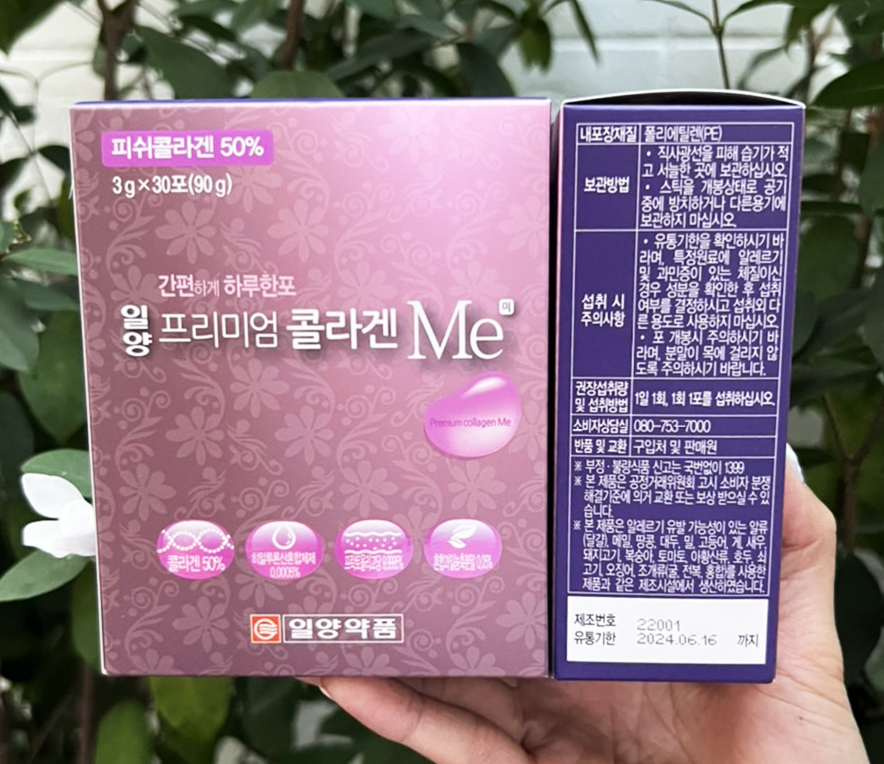 피쉬콜라겐 50%
3g×30포(90g)
간편하게 하루한포
일양 프리미엄 콜라겐 Me 미
Premium collagen Me
콜라겐 50%
히알루론산혼합제제
0.0005%
일양약품
내포장재질 폴리에틸렌(PE)
보관방법
• 직사광선을 피해 습기가 적
고 서늘한 곳에 보관하십시오.
• 스틱을 개봉상태로 공기
중에 방치하거나 다른용기에
보관하지 마십시오.
섭취 시
주의사항
• 유통기한을 확인하시기 바
라며, 특정원료에 알레르기
및 과민증이 있는 체질이신
경우 성분을 확인한 후 섭취
여부를 결정하시고 섭취외 다
른 용도로 사용하지 마십시오.
• 포 개봉시 주의하시기 바
라며, 분말이 목에 걸리지 않
도록 주의하시기 바랍니다.
권장섭취량
및 섭취방법
1일 1회, 1회 1포를 섭취하십시오.
소비자상담실 080-753-7000
반품 및 교환 구입처 및 판매원
※ 부정·불량식품 신고는 국번없이 1399
※ 본 제품은 공정거래위원회 고시 소비자 분쟁
해결기준에 의거 교환 또는 보상 받으실 수 있
습니다.
※ 본 제품은 알레르기 유발 가능성이 있는 알류
(달걀), 메밀, 땅콩, 대두, 밀, 고등어, 게, 새우,
돼지고기, 복숭아, 토마토, 아황산류, 호두, 쇠
고기, 오징어, 조개류(굴, 전복, 홍합)를 사용한
제품과 같은 제조시설에서 생산하였습니다.
제조번호 22001
유통기한 2024.06.16 까지